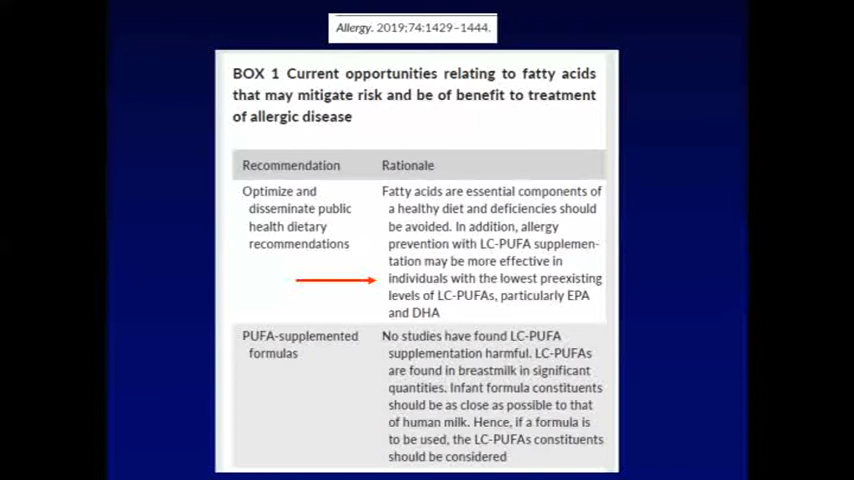 Allergy. 2019;74:1429–1444.
BOX 1 Current opportunities relating to fatty acids
that may mitigate risk and be of benefit to treatment
of allergic disease
Recommendation
Rationale
Optimize and
disseminate public
health dietary
recommendations
Fatty acids are essential components of
a healthy diet and deficiencies should
be avoided. In addition, allergy
prevention with LC-PUFA supplemen-
tation may be more effective in
individuals with the lowest preexisting
levels of LC-PUFAs, particularly EPA
and DHA
PUFA-supplemented
formulas
No studies have found LC-PUFA
supplementation harmful. LC-PUFAs
are found in breastmilk in significant
quantities. Infant formula constituents
should be as close as possible to that
of human milk. Hence, if a formula is
to be used, the LC-PUFAs constituents
should be considered